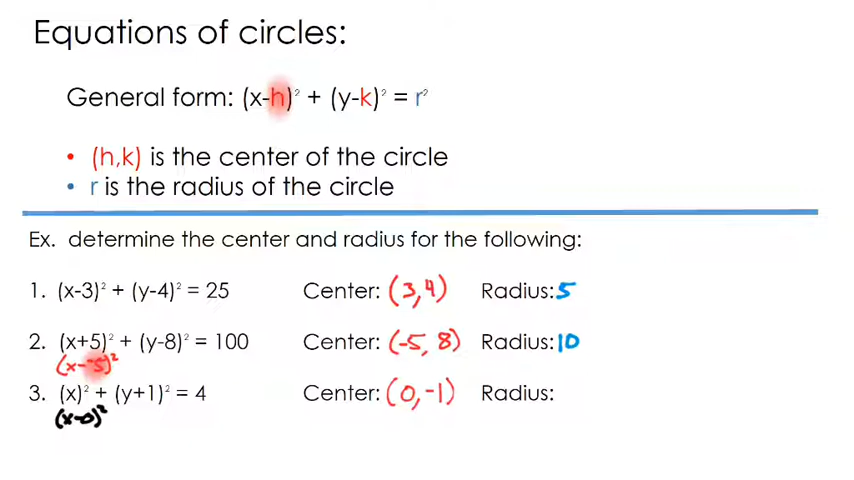 Equations of circles:
General form: (x-h)² + (y-k)² = r²
• (h,k) is the center of the circle
• r is the radius of the circle
Ex. determine the center and radius for the following:
1. (x-3)² + (y-4)² = 25 Center: (3,4) Radius: 5
2. (x+5)² + (y-8)² = 100 Center: (-5, 8) Radius: 10
(x--5)²
3. (x)² + (y+1)² = 4 Center: (0,-1) Radius:
(x-0)²